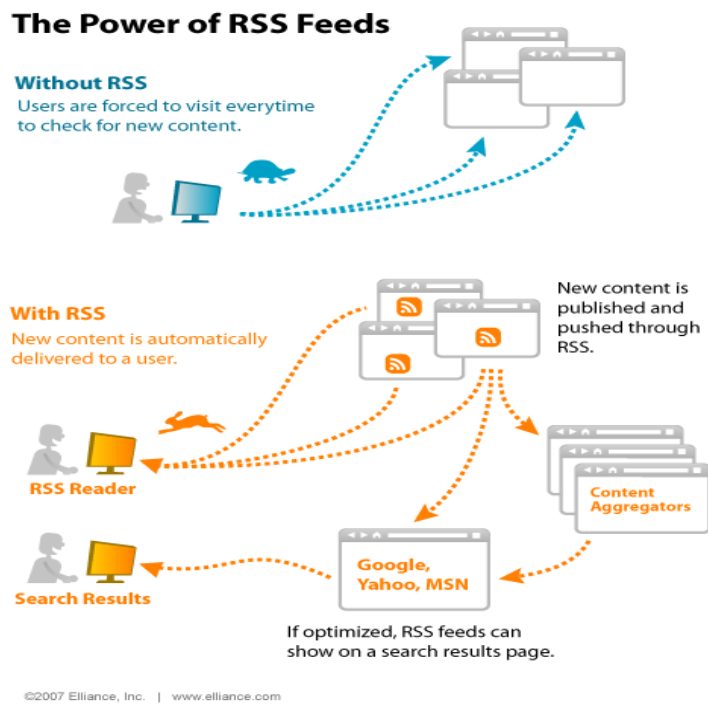 The Power of RSS Feeds
Without RSS
Users are forced to visit everytime
to check for new content.
With RSS
New content is automatically
delivered to a user.
New content is
published and
pushed through
RSS.
RSS Reader
Content
Aggregators
Google,
Yahoo, MSN
Search Results
If optimized, RSS feeds can
show on a search results page.
©2007 Elliance, Inc. | www.elliance.com